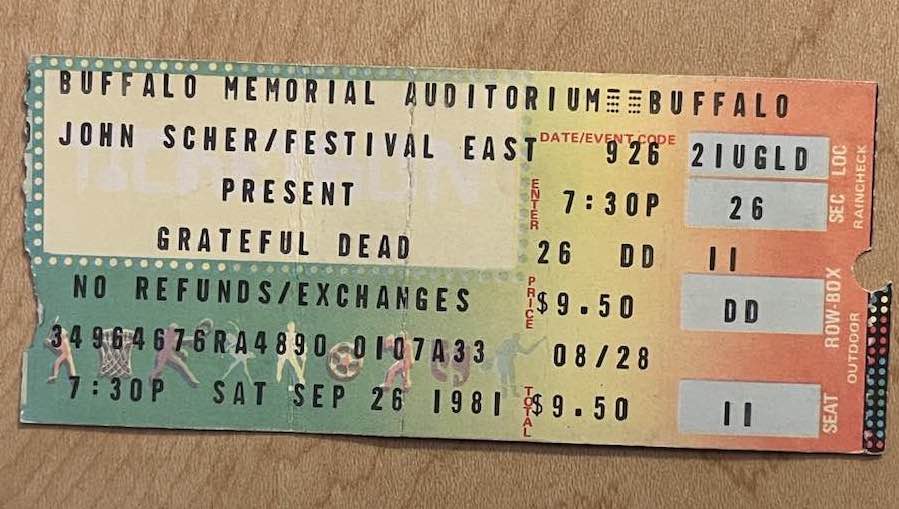 BUFFALO MEMORIAL AUDITORIUM BUFFALO
JOHN SCHER/FESTIVAL EAST
PRESENT
GRATEFUL DEAD
NO REFUNDS/EXCHANGES
34964676RA4890 0107A33
7:30P SAT SEP 26 1981
DATE/EVENT CODE
926 21UGLD
ENTER
7:30P 26
26 DD 11
PRICE
$9.50 DD
08/28
TOTAL
$9.50 11
SEC LOC
ROW-BOX
SEAT
RAINCHECK
OUTDOOR